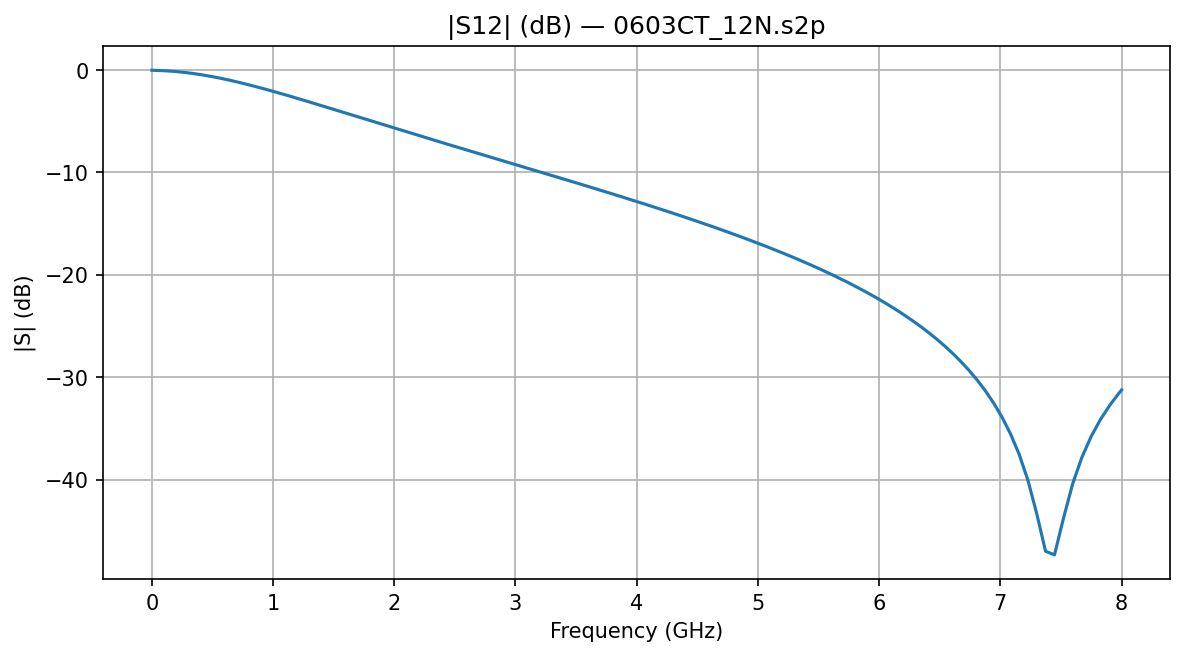 |S12| (dB) — 0603CT_12N.s2p
|S| (dB)
0
−10
−20
−30
−40
0 1 2 3 4 5 6 7 8
Frequency (GHz)